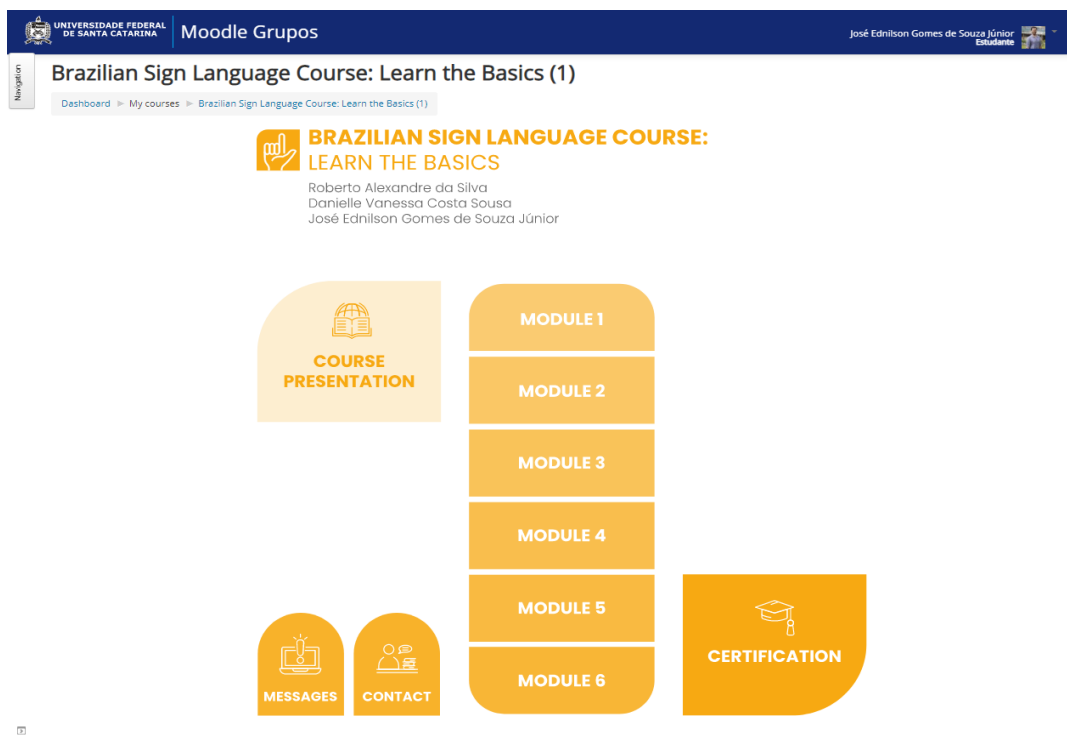 UNIVERSIDADE FEDERAL
DE SANTA CATARINA
Moodle Grupos
José Ednilson Gomes de Souza Júnior
Estudante
Navigation
Brazilian Sign Language Course: Learn the Basics (1)
Dashboard My courses Brazilian Sign Language Course: Learn the Basics (1)
BRAZILIAN SIGN LANGUAGE COURSE:
LEARN THE BASICS
Roberto Alexandre da Silva
Danielle Vanessa Costa Sousa
José Ednilson Gomes de Souza Júnior
COURSE
PRESENTATION
MODULE 1
MODULE 2
MODULE 3
MODULE 4
MODULE 5
MODULE 6
MESSAGES
CONTACT
CERTIFICATION